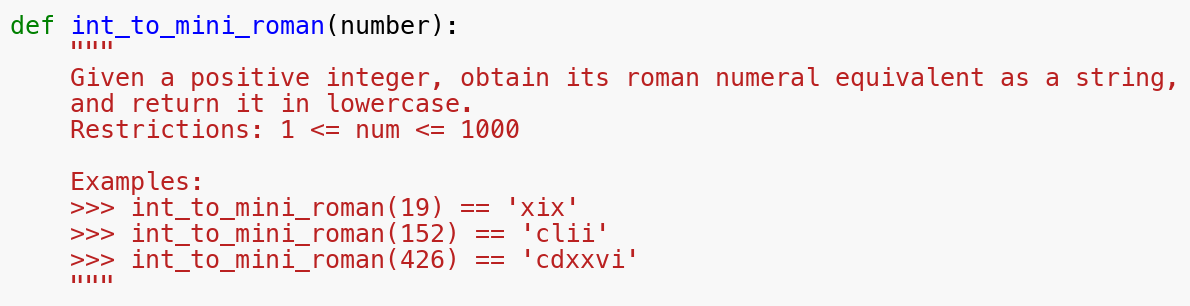 def int_to_mini_roman(number):
    """
    Given a positive integer, obtain its roman numeral equivalent as a string,
    and return it in lowercase.
    Restrictions: 1 <= num <= 1000

    Examples:
    >>> int_to_mini_roman(19) == 'xix'
    >>> int_to_mini_roman(152) == 'clii'
    >>> int_to_mini_roman(426) == 'cdxxvi'
    """